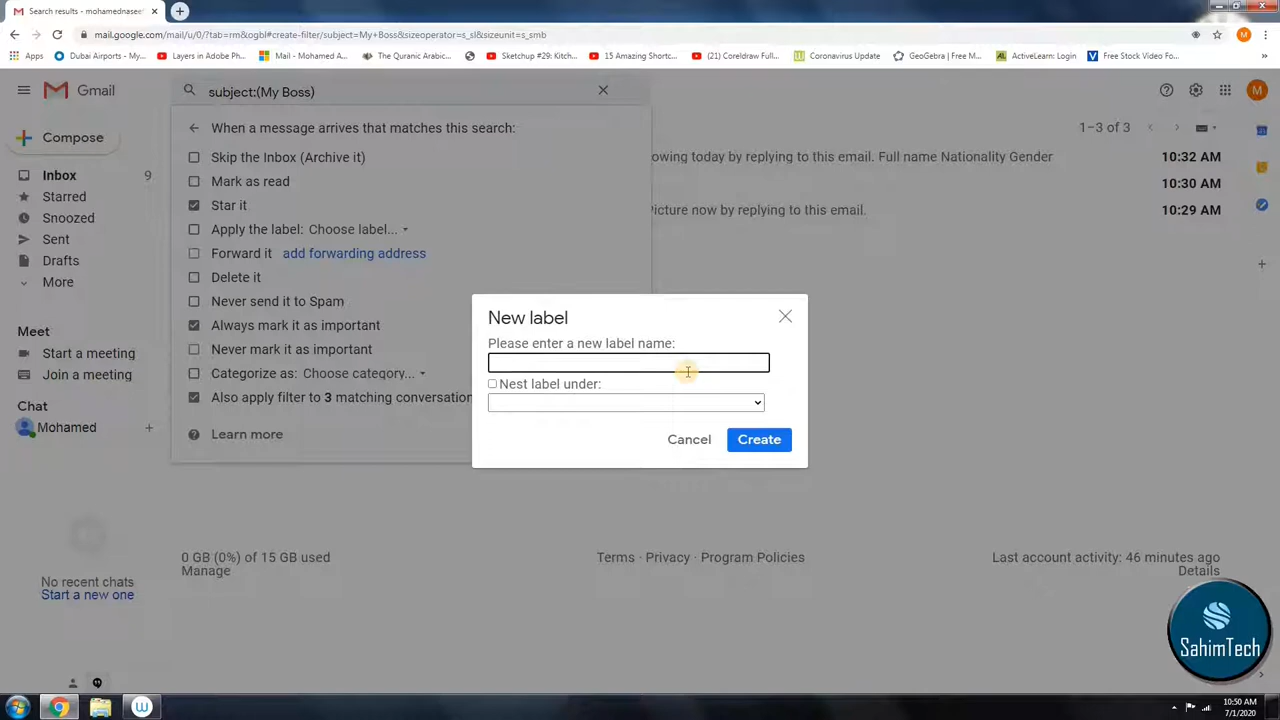 Search results - mohamednaser
mail.google.com/mail/u/0/?tab=rm&ogbl#create-filter/subject=My+Boss&sizeoperator=s_sl&sizeunit=s_smb
Apps Dubai Airports - My... Layers in Adobe Ph... Mail - Mohamed A... The Quranic Arabic... Sketchup #29: Kitch... 15 Amazing Shortc... (21) Coreldraw Full... Coronavirus Update GeoGebra | Free M... ActiveLearn: Login Free Stock Video Fo...
Gmail
subject:(My Boss)
Compose
When a message arrives that matches this search:
1–3 of 3
Skip the Inbox (Archive it)
owing today by replying to this email. Full name Nationality Gender 10:32 AM
Inbox 9
Mark as read
10:30 AM
Starred
Star it
Picture now by replying to this email. 10:29 AM
Snoozed
Apply the label: Choose label...
Sent
Forward it add forwarding address
Drafts
Delete it
More
Never send it to Spam
Always mark it as important
Never mark it as important
Categorize as: Choose category...
Also apply filter to 3 matching conversation
Learn more
Meet
Start a meeting
Join a meeting
Chat
Mohamed
New label
Please enter a new label name:
Nest label under:
Cancel Create
0 GB (0%) of 15 GB used
Manage
Terms · Privacy · Program Policies
Last account activity: 46 minutes ago
Details
No recent chats
Start a new one
SahimTech
10:50 AM
7/1/2020